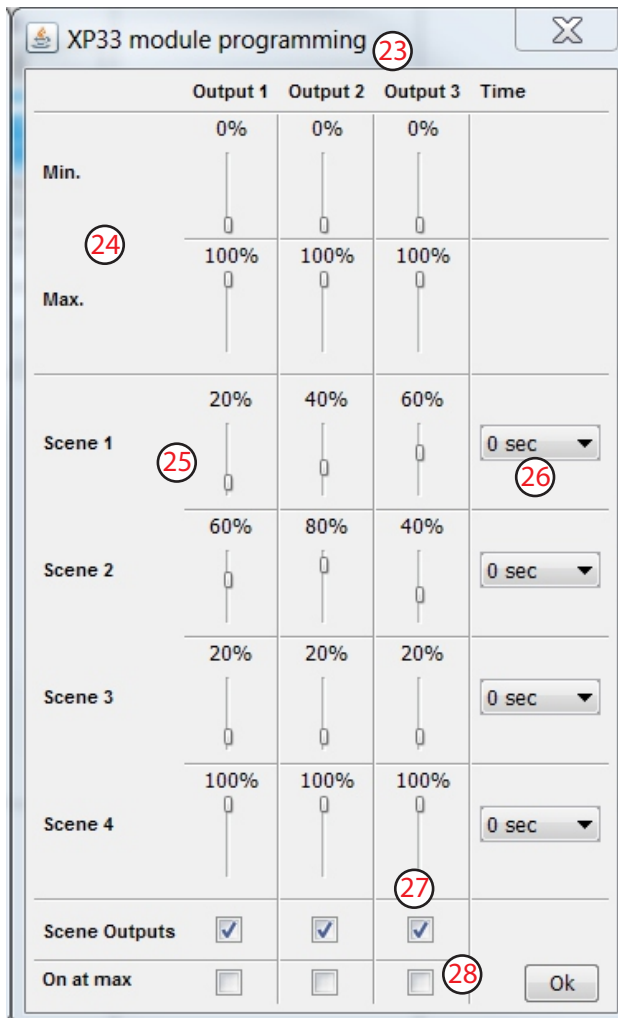 XP33 module programming 23
Output 1 Output 2 Output 3 Time
0% 0% 0%
Min.
24
100% 100% 100%
Max.
20% 40% 60%
Scene 1 0 sec
25 26
60% 80% 40%
Scene 2 0 sec
20% 20% 20%
Scene 3 0 sec
100% 100% 100%
Scene 4 0 sec
27
Scene Outputs
On at max 28 Ok